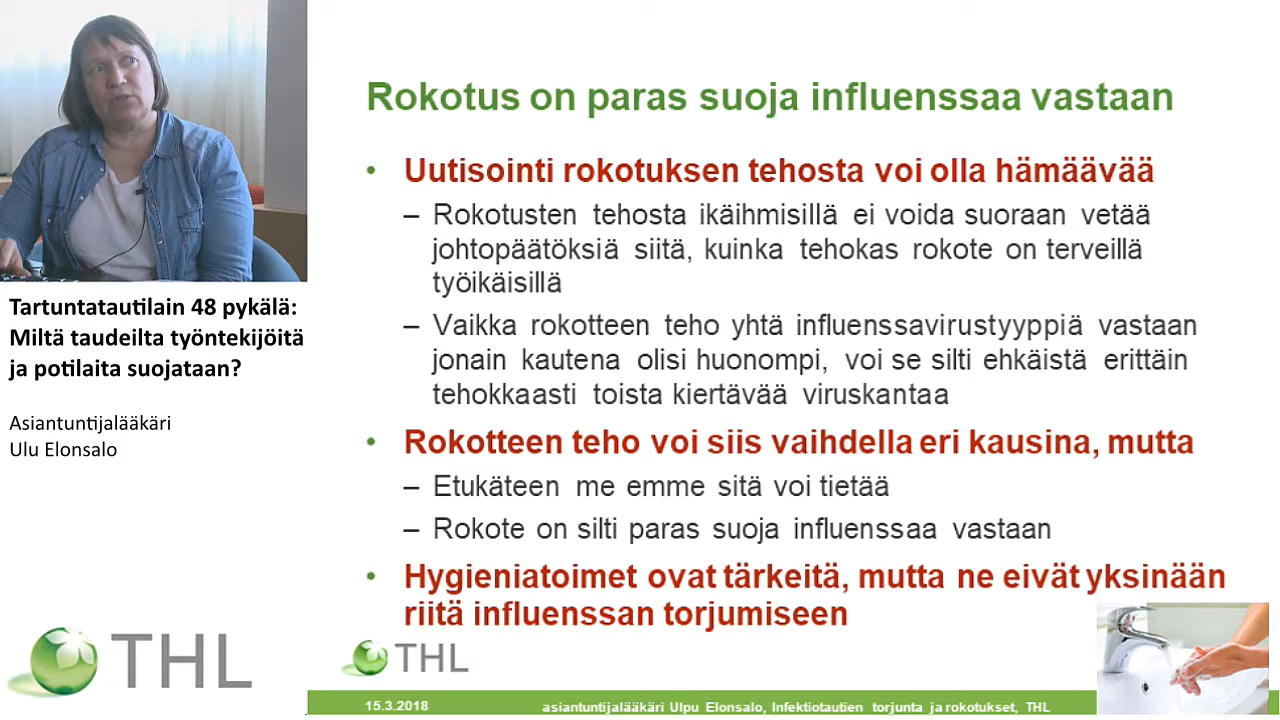 Rokotus on paras suoja influenssaa vastaan
• Uutisointi rokotuksen tehosta voi olla hämäävää
– Rokotusten tehosta ikäihmisillä ei voida suoraan vetää
johtopäätöksiä siitä, kuinka tehokas rokote on terveillä
työikäisillä
– Vaikka rokotteen teho yhtä influenssavirustyyppiä vastaan
jonain kautena olisi huonompi, voi se silti ehkäistä erittäin
tehokkaasti toista kiertävää viruskantaa
• Rokotteen teho voi siis vaihdella eri kausina, mutta
– Etukäteen me emme sitä voi tietää
– Rokote on silti paras suoja influenssaa vastaan
• Hygieniatoimet ovat tärkeitä, mutta ne eivät yksinään
riitä influenssan torjumiseen
THL
15.3.2018
asiantuntijalääkäri Ulpu Elonsalo, Infektiotautien torjunta ja rokotukset, THL
Tartuntatautilain 48 pykälä:
Miltä taudeilta työntekijöitä
ja potilaita suojataan?
Asiantuntijalääkäri
Ulu Elonsalo
THL